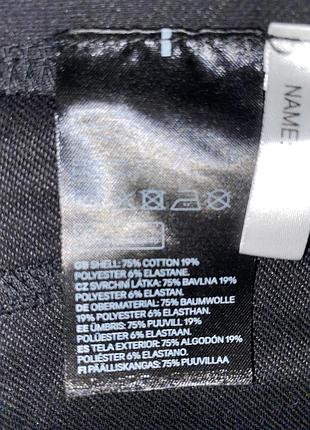 NAME:
GB SHELL: 75% COTTON 19%
POLYESTER 6% ELASTANE.
CZ SVRCHNÍ LÁTKA: 75% BAVLNA 19%
POLYESTER 6% ELASTAN.
DE OBERMATERIAL: 75% BAUMWOLLE
19% POLYESTER 6% ELASTHAN.
EE ÜMBRIS: 75% PUUVILL 19%
POLÜESTER 6% ELASTAAN.
ES TELA EXTERIOR: 75% ALGODÓN 19%
POLIÉSTER 6% ELASTANO.
FI PÄÄLLISKANGAS: 75% PUUVILLAA